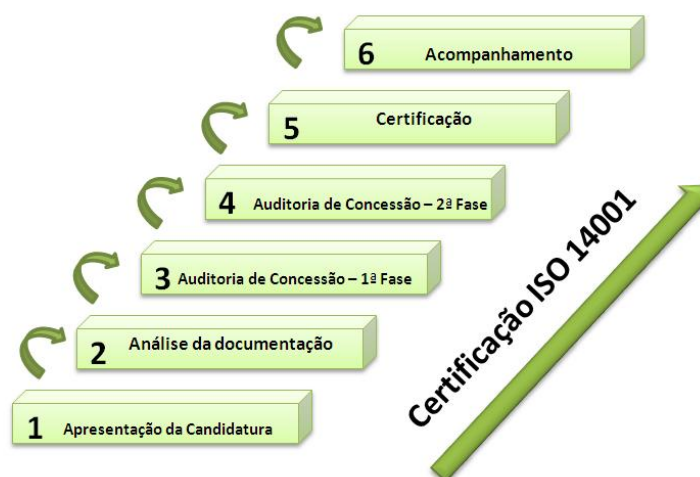 6 Acompanhamento
5 Certificação
4 Auditoria de Concessão – 2ª Fase
3 Auditoria de Concessão – 1ª Fase
2 Análise da documentação
1 Apresentação da Candidatura
Certificação ISO 14001